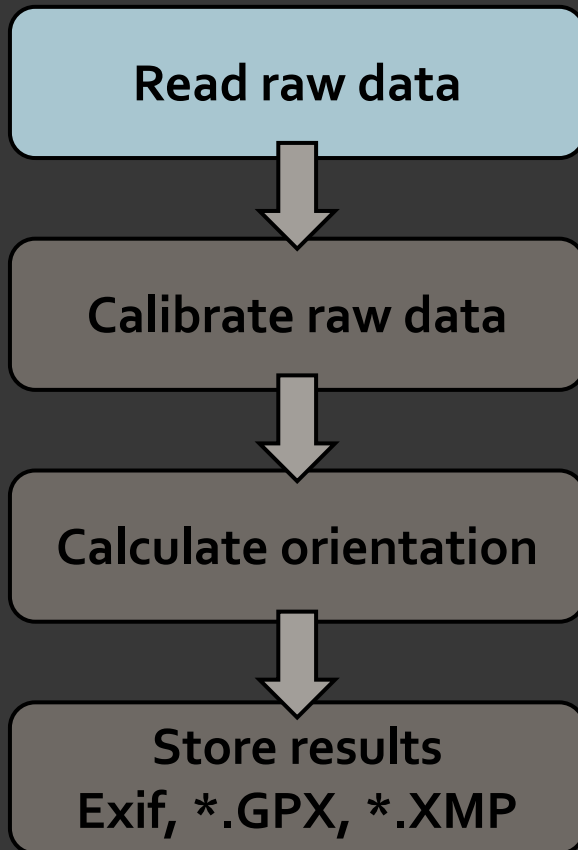 Read raw data
Calibrate raw data
Calculate orientation
Store results
Exif, *.GPX, *.XMP